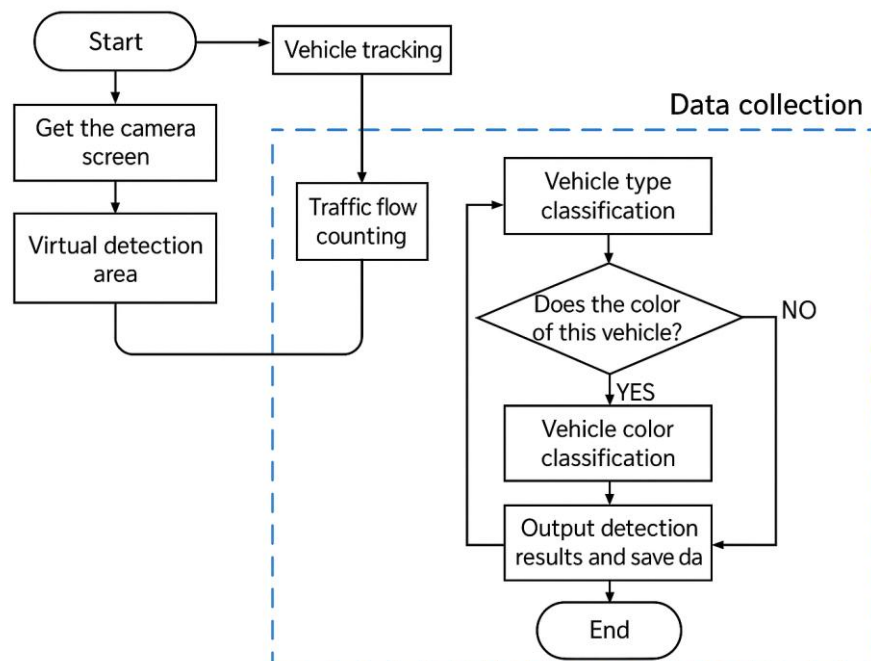 Start
Vehicle tracking
Get the camera
screen
Virtual detection
area
Data collection
Traffic flow
counting
Vehicle type
classification
Does the color
of this vehicle?
NO
YES
Vehicle color
classification
Output detection
results and save da
End